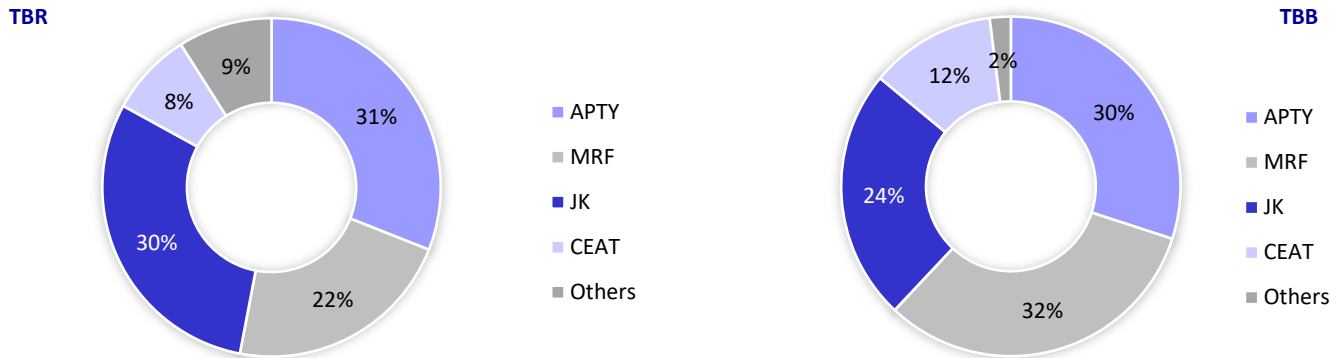 TBR
9%
8%
31%
30%
22%
APTY
MRF
JK
CEAT
Others
TBB
2%
12%
30%
24%
32%
APTY
MRF
JK
CEAT
Others